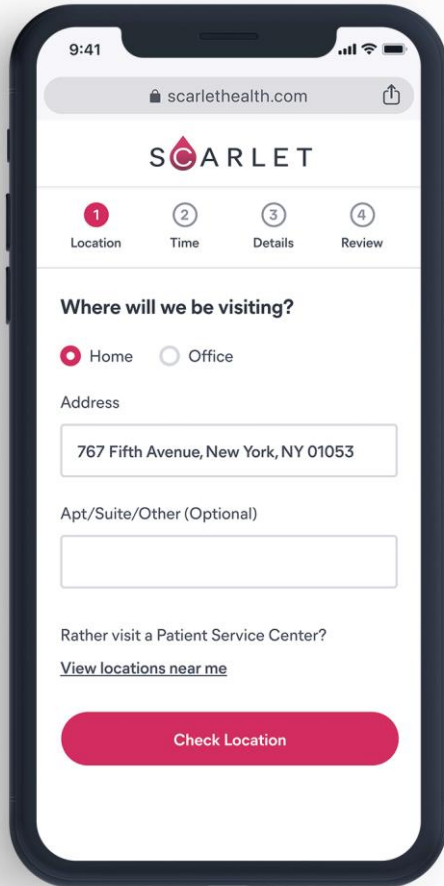 9:41
scarlethealth.com
SCARLET
1 2 3 4
Location Time Details Review
Where will we be visiting?
Home Office
Address
767 Fifth Avenue, New York, NY 01053
Apt/Suite/Other (Optional)
Rather visit a Patient Service Center?
View locations near me
Check Location